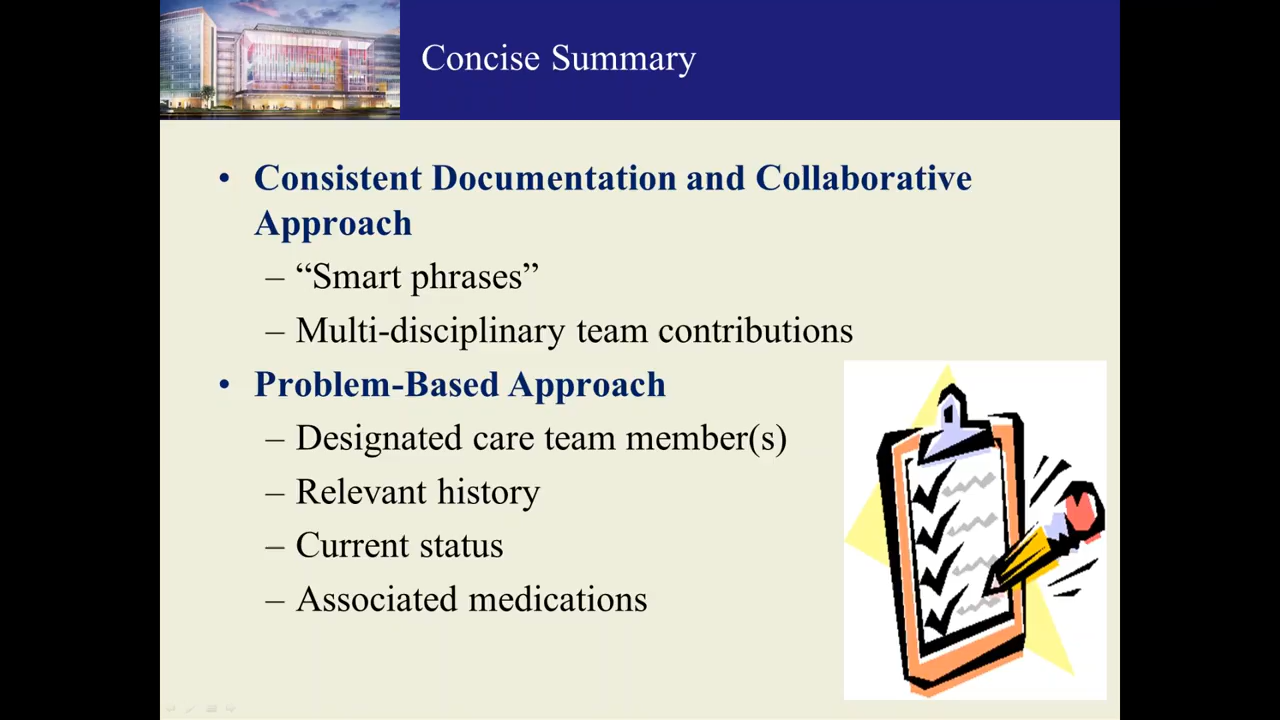 Concise Summary
• Consistent Documentation and Collaborative
Approach
– “Smart phrases”
– Multi-disciplinary team contributions
• Problem-Based Approach
– Designated care team member(s)
– Relevant history
– Current status
– Associated medications